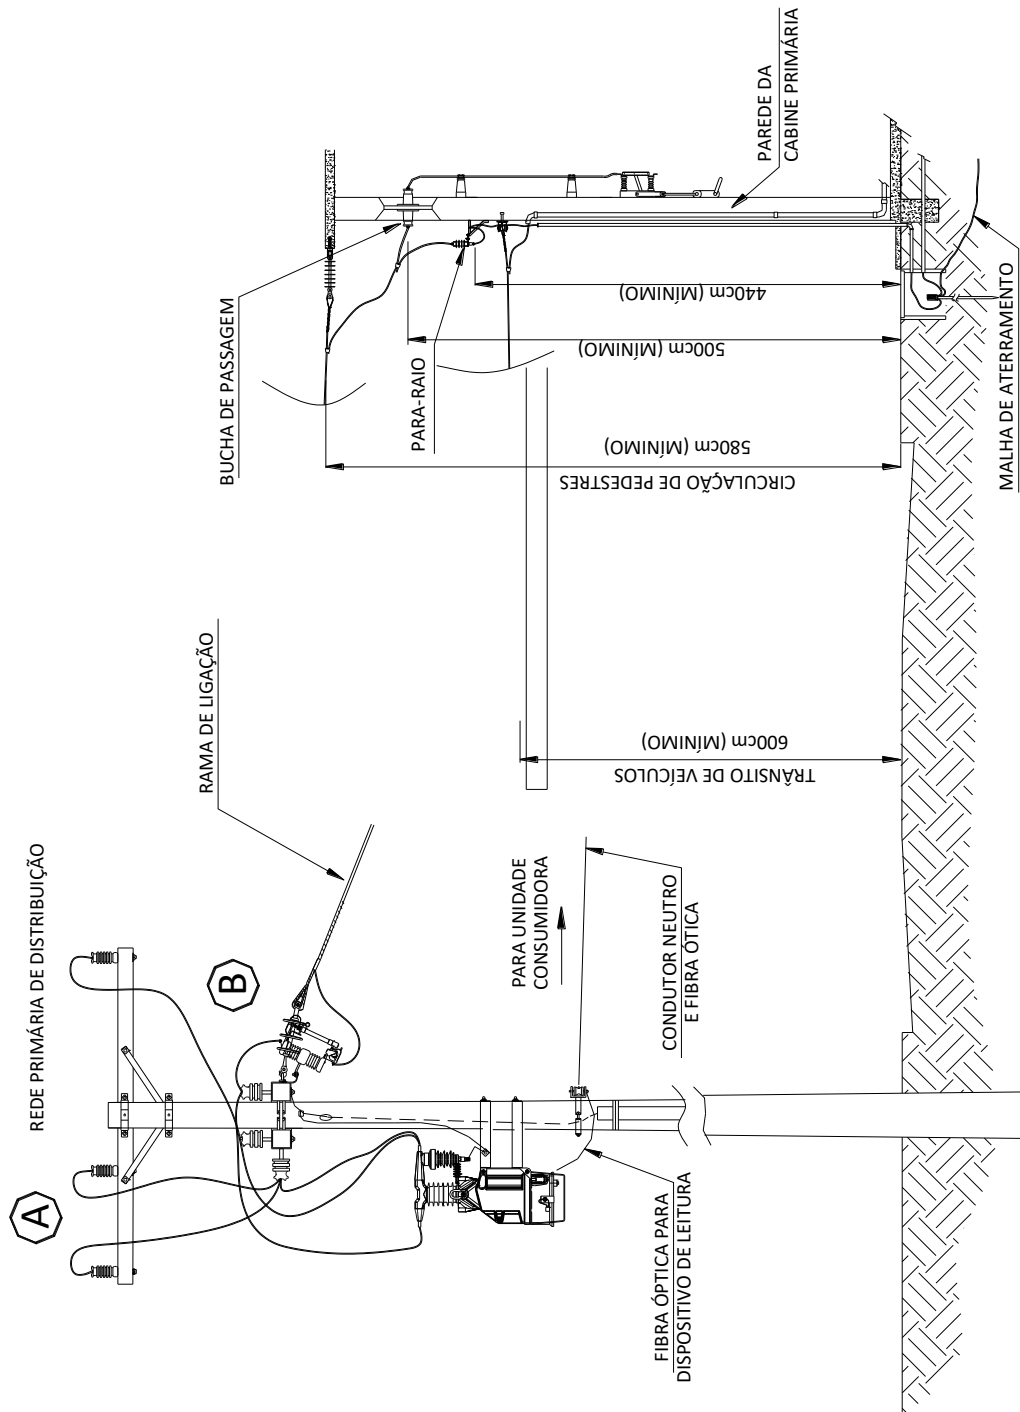 REDE PRIMÁRIA DE DISTRIBUIÇÃO
A
B
RAMA DE LIGAÇÃO
BUCHA DE PASSAGEM
PARA-RAIO
PAREDE DA
CABINE PRIMÁRIA
440cm (MÍNIMO)
500cm (MÍNIMO)
580cm (MÍNIMO)
CIRCULAÇÃO DE PEDESTRES
600cm (MÍNIMO)
TRÂNSITO DE VEÍCULOS
PARA UNIDADE
CONSUMIDORA
CONDUTOR NEUTRO
E FIBRA ÓTICA
FIBRA ÓPTICA PARA
DISPOSITIVO DE LEITURA
MALHA DE ATERRAMENTO